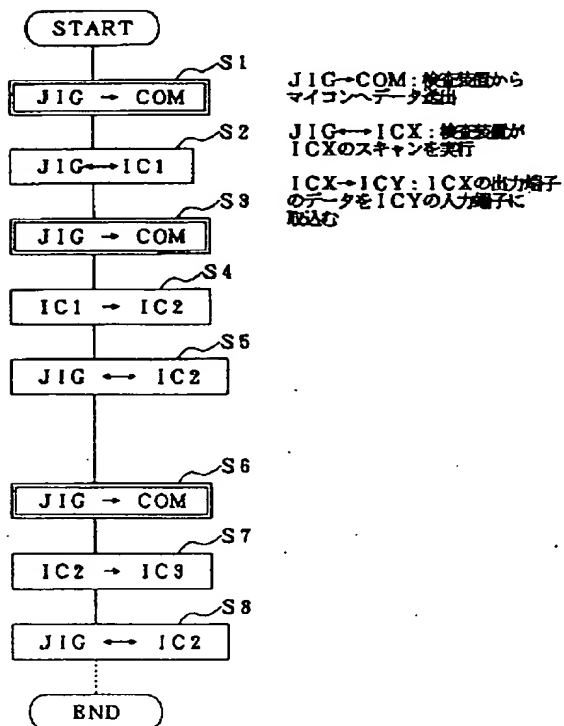 START
S1
JIG → COM
S2
JIG↔IC1
S3
JIG → COM
S4
IC1 → IC2
S5
JIG ↔ IC2
S6
JIG → COM
S7
IC2 → IC3
S8
JIG ↔ IC2
END
JIG→COM:検査装置から
マイコンへデータ送出
JIG↔ICX:検査装置が
ICXのスキャンを実行
ICX→ICY:ICXの出力端子
のデータをICYの入力端子に
取込む